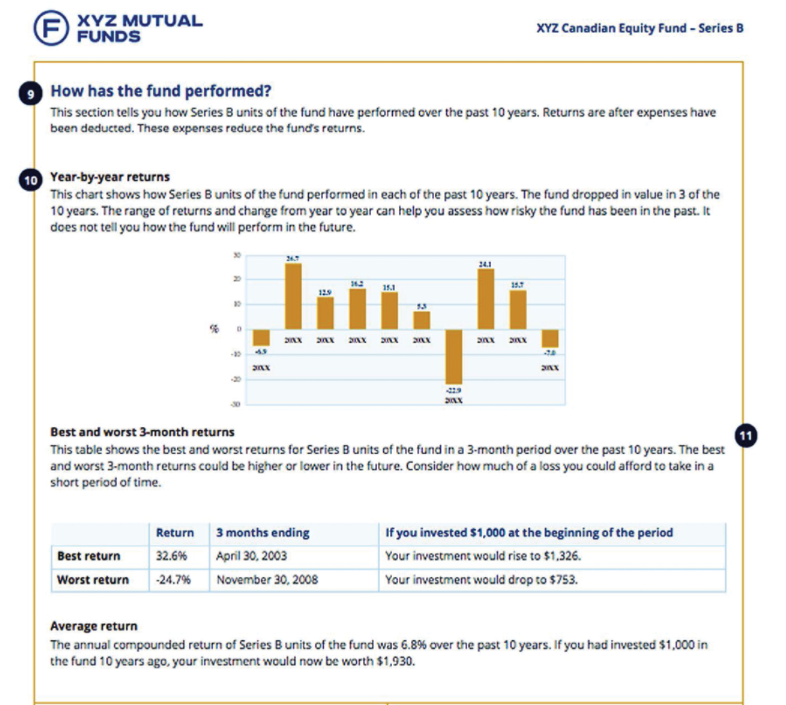 F XYZ MUTUAL
FUNDS
XYZ Canadian Equity Fund – Series B
9 How has the fund performed?
This section tells you how Series B units of the fund have performed over the past 10 years. Returns are after expenses have
been deducted. These expenses reduce the fund's returns.
10 Year-by-year returns
This chart shows how Series B units of the fund performed in each of the past 10 years. The fund dropped in value in 3 of the
10 years. The range of returns and change from year to year can help you assess how risky the fund has been in the past. It
does not tell you how the fund will perform in the future.
30
20
10
%
0
-10
-20
-30
-6.9 26.7 12.9 16.2 15.1 -22.9 24.1 15.7 -7.0
20XX 20XX 20XX 20XX 20XX 20XX 20XX 20XX 20XX 20XX
Best and worst 3-month returns
11
This table shows the best and worst returns for Series B units of the fund in a 3-month period over the past 10 years. The best
and worst 3-month returns could be higher or lower in the future. Consider how much of a loss you could afford to take in a
short period of time.
Return 3 months ending If you invested $1,000 at the beginning of the period
Best return 32.6% April 30, 2003 Your investment would rise to $1,326.
Worst return -24.7% November 30, 2008 Your investment would drop to $753.
Average return
The annual compounded return of Series B units of the fund was 6.8% over the past 10 years. If you had invested $1,000 in
the fund 10 years ago, your investment would now be worth $1,930.